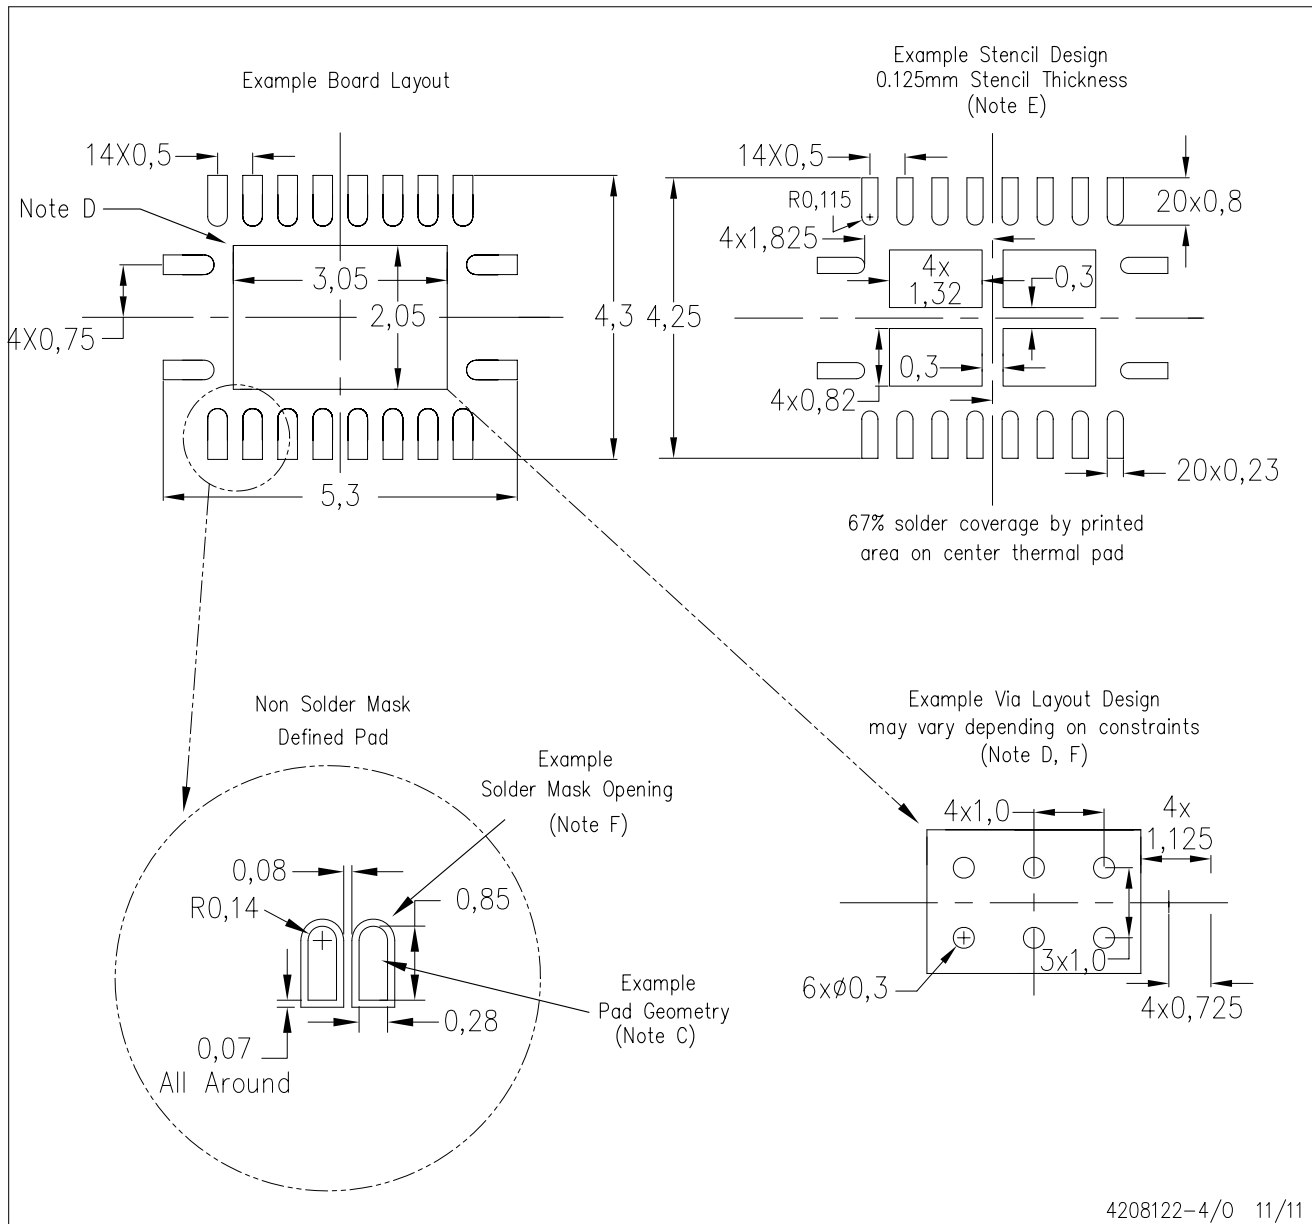 Example Board Layout
14X0,5
Note D
3,05
2,05
4X0,75
4,3
5,3
Example Stencil Design
0.125mm Stencil Thickness
(Note E)
14X0,5
R0,115
4x1,825
20x0,8
4x
1,32
0,3
4,25
0,3
4x0,82
20x0,23
67% solder coverage by printed
area on center thermal pad
Non Solder Mask
Defined Pad
Example
Solder Mask Opening
(Note F)
0,08
R0,14
0,85
0,28
0,07
All Around
Example
Pad Geometry
(Note C)
Example Via Layout Design
may vary depending on constraints
(Note D, F)
4x1,0
4x
1,125
3x1,0
6xø0,3
4x0,725
4208122-4/O 11/11